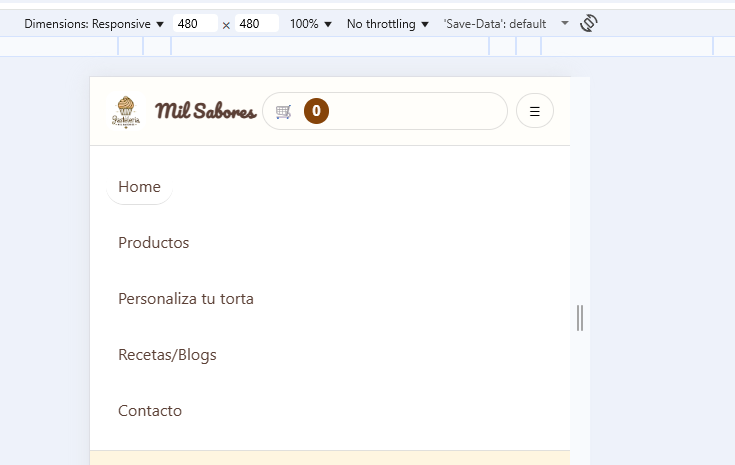 Dimensions: Responsive ▼ 480 × 480 100% ▼ No throttling ▼ 'Save-Data': default
Pastelería Mil Sabores 0 ☰
Home
Productos
Personaliza tu torta
Recetas/Blogs
Contacto